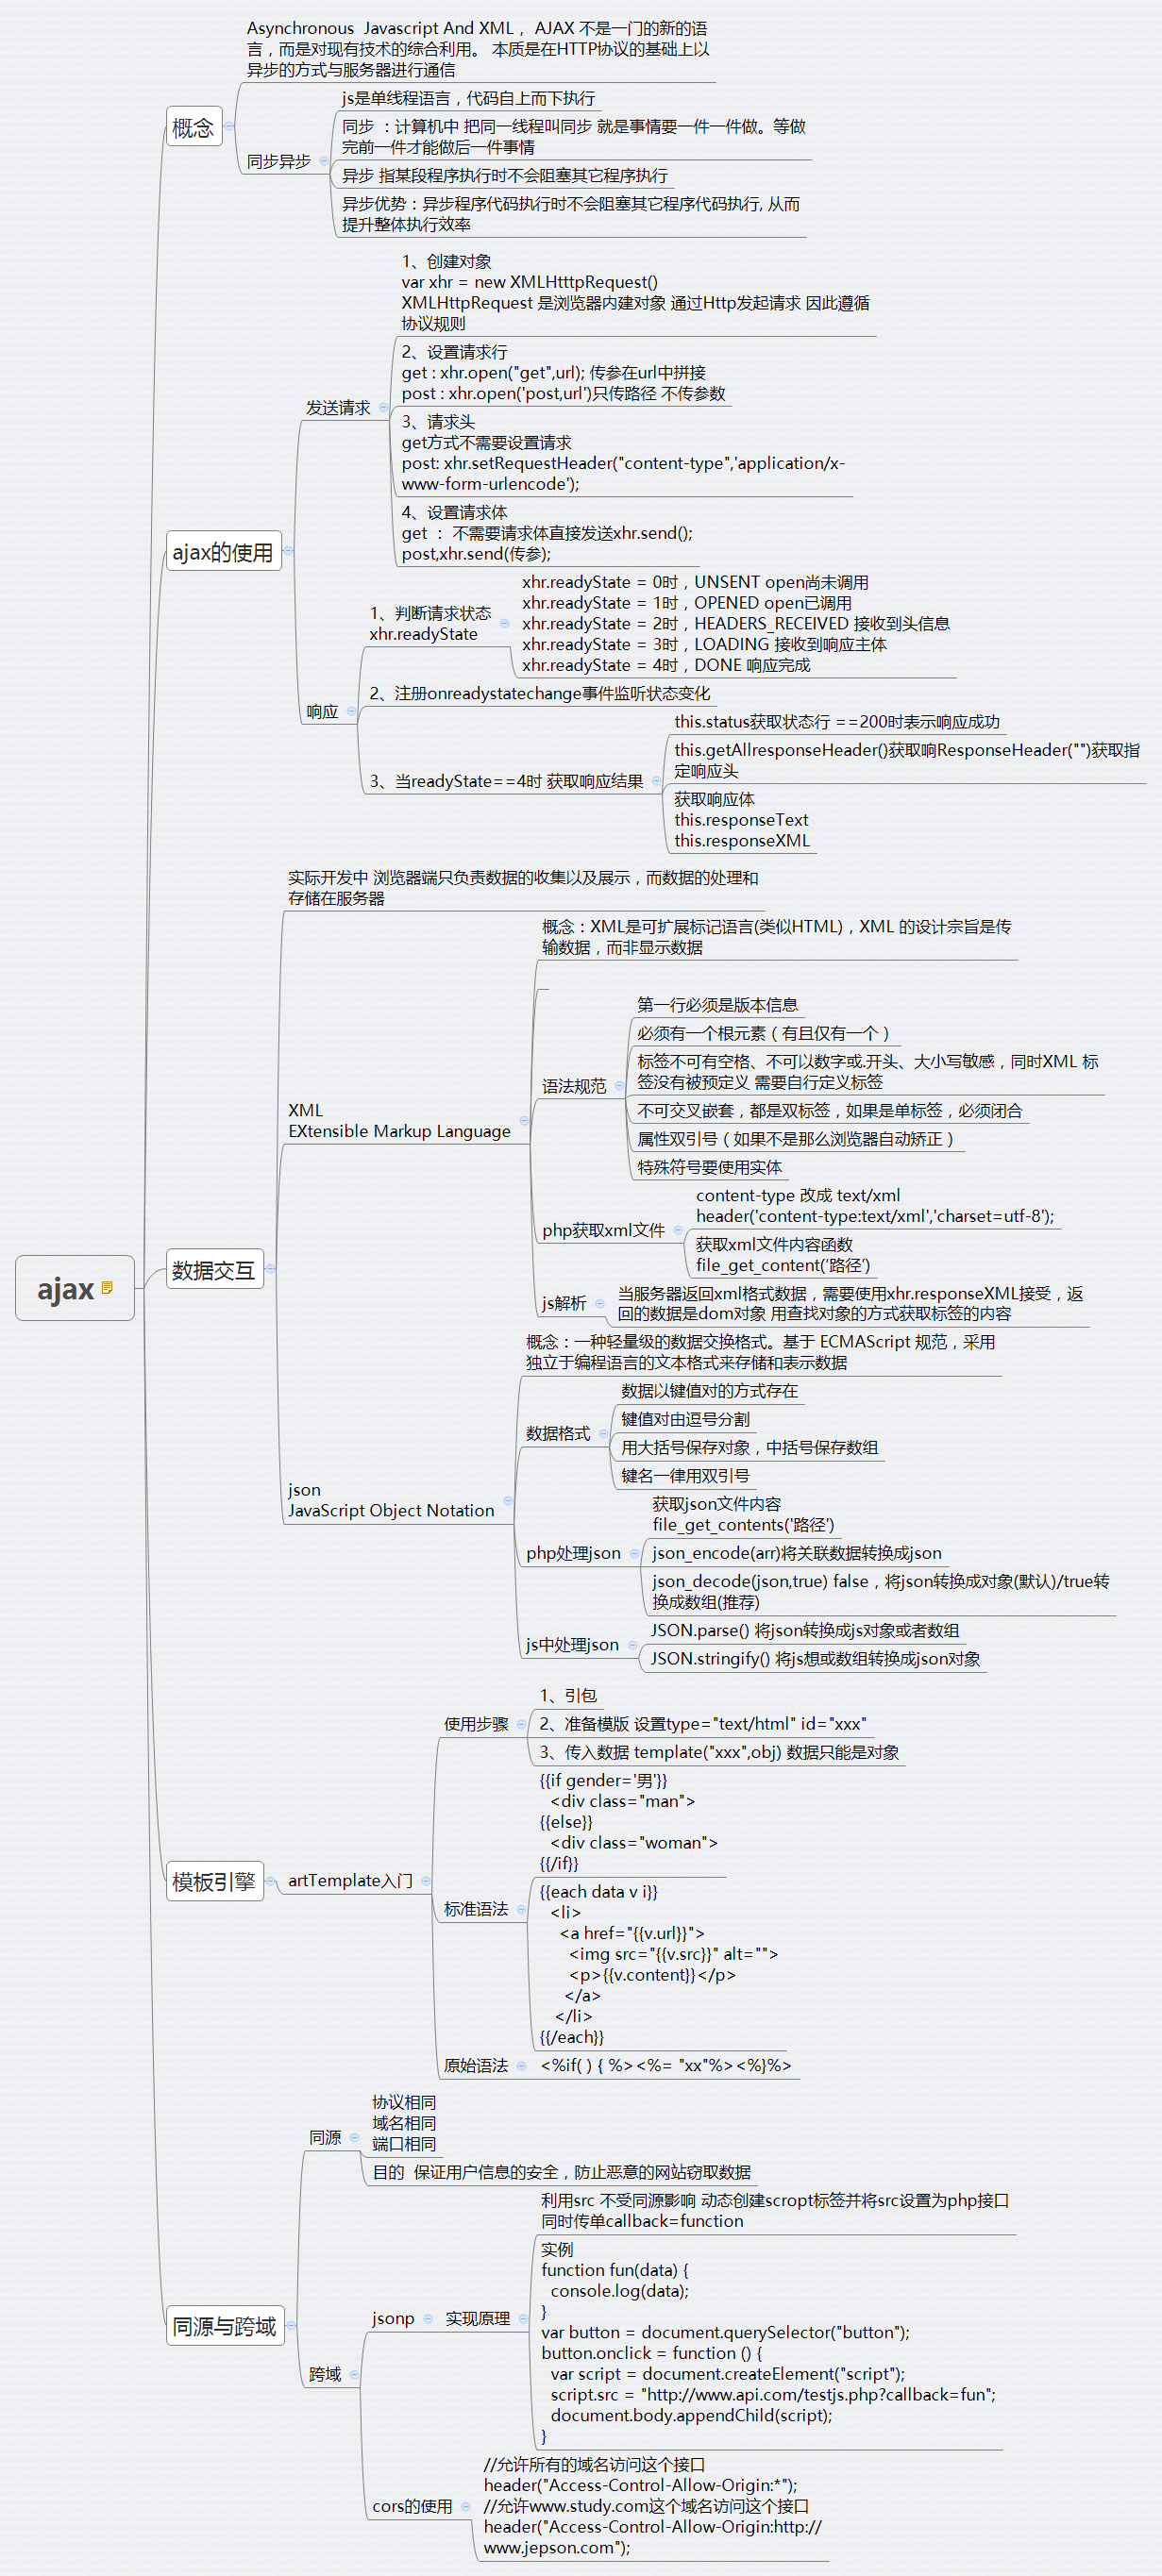 ajax
概念
Asynchronous  Javascript And XML， AJAX 不是一门的新的语
言，而是对现有技术的综合利用。 本质是在HTTP协议的基础上以
异步的方式与服务器进行通信
同步异步
js是单线程语言，代码自上而下执行
同步 ：计算机中 把同一线程叫同步 就是事情要一件一件做。等做
完前一件才能做后一件事情
异步 指某段程序执行时不会阻塞其它程序执行
异步优势：异步程序代码执行时不会阻塞其它程序代码执行, 从而
提升整体执行效率
ajax的使用
发送请求
1、创建对象
var xhr = new XMLHtttpRequest()
XMLHttpRequest 是浏览器内建对象 通过Http发起请求 因此遵循
协议规则
2、设置请求行
get : xhr.open("get",url); 传参在url中拼接
post : xhr.open('post,url')只传路径 不传参数
3、请求头
get方式不需要设置请求
post: xhr.setRequestHeader("content-type",'application/x-
www-form-urlencode');
4、设置请求体
get ： 不需要请求体直接发送xhr.send();
post,xhr.send(传参);
响应
1、判断请求状态
xhr.readyState
xhr.readyState = 0时，UNSENT open尚未调用
xhr.readyState = 1时，OPENED open已调用
xhr.readyState = 2时，HEADERS_RECEIVED 接收到头信息
xhr.readyState = 3时，LOADING 接收到响应主体
xhr.readyState = 4时，DONE 响应完成
2、注册onreadystatechange事件监听状态变化
3、当readyState==4时 获取响应结果
this.status获取状态行 ==200时表示响应成功
this.getAllresponseHeader()获取响ResponseHeader("")获取指
定响应头
获取响应体
this.responseText
this.responseXML
数据交互
实际开发中 浏览器端只负责数据的收集以及展示，而数据的处理和
存储在服务器
XML
EXtensible Markup Language
概念：XML是可扩展标记语言(类似HTML)，XML 的设计宗旨是传
输数据，而非显示数据
语法规范
第一行必须是版本信息
必须有一个根元素（有且仅有一个）
标签不可有空格、不可以数字或.开头、大小写敏感，同时XML 标
签没有被预定义 需要自行定义标签
不可交叉嵌套，都是双标签，如果是单标签，必须闭合
属性双引号（如果不是那么浏览器自动矫正）
特殊符号要使用实体
php获取xml文件
content-type 改成 text/xml
header('content-type:text/xml','charset=utf-8');
获取xml文件内容函数
file_get_content('路径')
js解析
当服务器返回xml格式数据，需要使用xhr.responseXML接受，返
回的数据是dom对象 用查找对象的方式获取标签的内容
json
JavaScript Object Notation
概念：一种轻量级的数据交换格式。基于 ECMAScript 规范，采用
独立于编程语言的文本格式来存储和表示数据
数据格式
数据以键值对的方式存在
键值对由逗号分割
用大括号保存对象，中括号保存数组
键名一律用双引号
php处理json
获取json文件内容
file_get_contents('路径')
json_encode(arr)将关联数据转换成json
json_decode(json,true) false，将json转换成对象(默认)/true转
换成数组(推荐)
js中处理json
JSON.parse() 将json转换成js对象或者数组
JSON.stringify() 将js想或数组转换成json对象
模板引擎
artTemplate入门
使用步骤
1、引包
2、准备模版 设置type="text/html" id="xxx"
3、传入数据 template("xxx",obj) 数据只能是对象
标准语法
{{if gender='男'}}
<div class="man">
{{else}}
<div class="woman">
{{/if}}
{{each data v i}}
<li>
<a href="{{v.url}}">
<img src="{{v.src}}" alt="">
<p>{{v.content}}</p>
</a>
</li>
{{/each}}
原始语法
<%if( ) { %><%= "xx"%><%}%>
同源与跨域
同源
协议相同
域名相同
端口相同
目的  保证用户信息的安全，防止恶意的网站窃取数据
跨域
jsonp
实现原理
利用src 不受同源影响 动态创建scropt标签并将src设置为php接口
同时传单callback=function
实例
function fun(data) {
console.log(data);
}
var button = document.querySelector("button");
button.onclick = function () {
var script = document.createElement("script");
script.src = "http://www.api.com/testjs.php?callback=fun";
document.body.appendChild(script);
}
cors的使用
//允许所有的域名访问这个接口
header("Access-Control-Allow-Origin:*");
//允许www.study.com这个域名访问这个接口
header("Access-Control-Allow-Origin:http://
www.jepson.com");